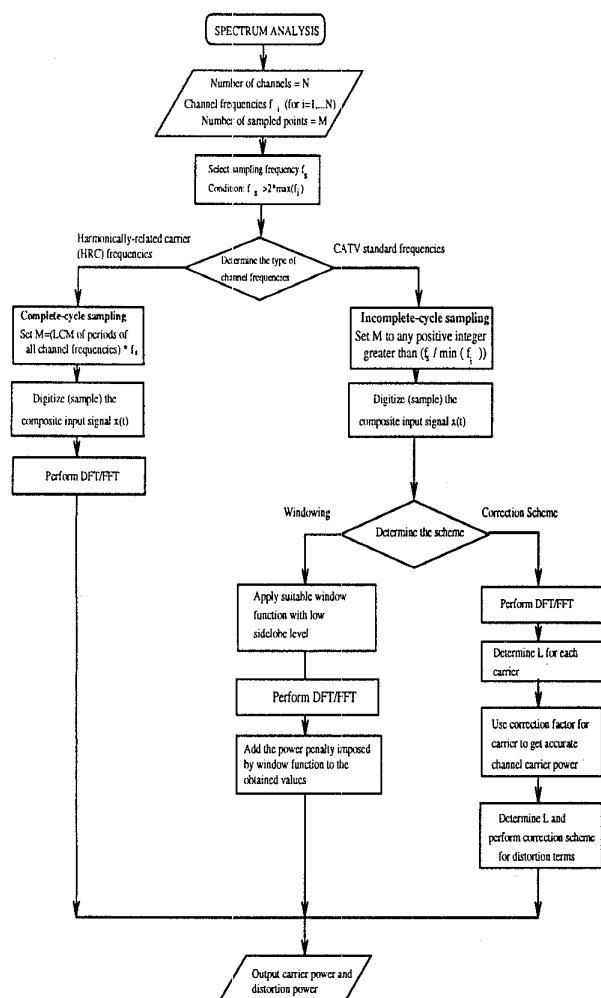 SPECTRUM ANALYSIS
Number of channels = N
Channel frequencies f i (for i=1,...N)
Number of sampled points = M
Select sampling frequency f s
Condition: f s >2*max(f i)
Harmonically-related carrier
(HRC) frequencies
Determine the type of
channel frequencies
CATV standard frequencies
Complete-cycle sampling
Set M=(LCM of periods of
all channel frequencies) * f s
Digitize (sample) the
composite input signal x(t)
Perform DFT/FFT
Incomplete-cycle sampling
Set M to any positive integer
greater than (f s / min ( f i ))
Digitize (sample) the
composite input signal x(t)
Windowing
Determine the scheme
Correction Scheme
Apply suitable window
function with low
sidelobe level
Perform DFT/FFT
Add the power penalty imposed
by window function to the
obtained values
Perform DFT/FFT
Determine L for each
carrier
Use correction factor for
carrier to get accurate
channel carrier power
Determine L and
perform correction scheme
for distortion terms
Output carrier power and
distortion power